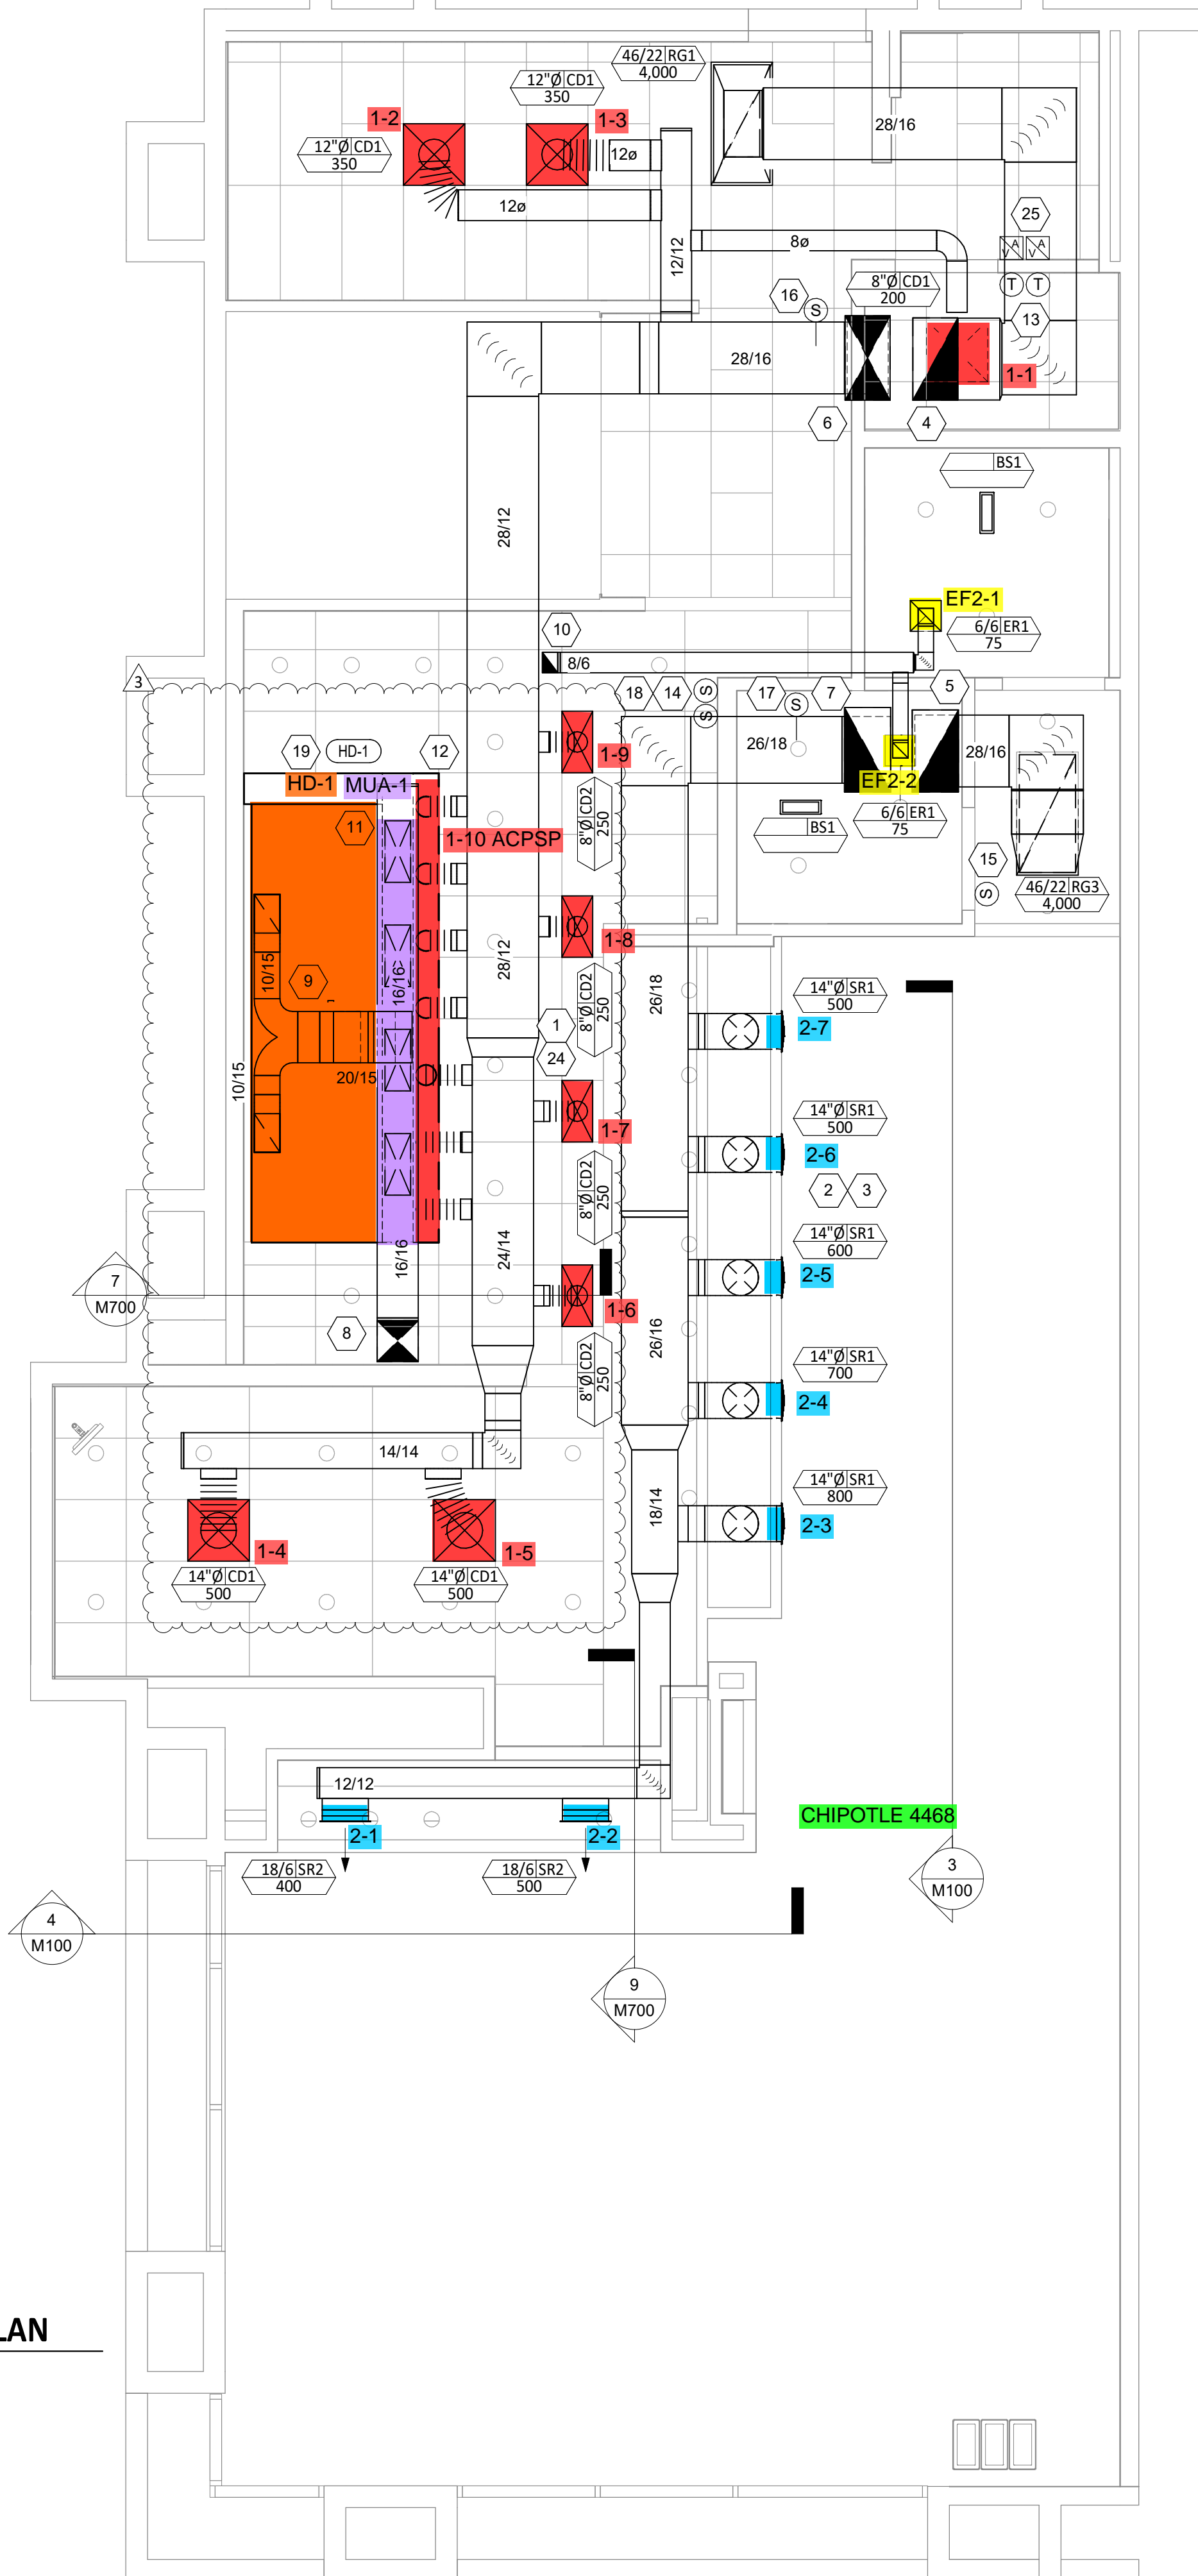 46/22 RG1
4,000
12"Ø CD1
350
1-2
1-3
12"Ø CD1
350
12ø
28/16
12ø
25
A
V
A
V
12/12
8ø
T
T
16
S
8"Ø CD1
200
13
28/16
1-1
6
4
BS1
28/12
EF2-1
10
6/6 ER1
75
8/6
3
18
14
S
S
17
S
7
5
19
HD-1
12
1-9
26/18
28/16
HD-1
MUA-1
EF2-2
11
1-10 ACPSP
8"Ø CD2
250
BS1
6/6 ER1
75
15
S
46/22 RG3
4,000
1-8
10/15
9
16/16
28/12
26/18
8"Ø CD2
250
14"Ø SR1
500
1
2-7
24
10/15
20/15
14"Ø SR1
500
1-7
2-6
8"Ø CD2
250
2
3
24/14
16/16
14"Ø SR1
600
7
M700
2-5
1-6
8
26/16
8"Ø CD2
250
14"Ø SR1
700
2-4
14/14
14"Ø SR1
800
18/14
2-3
1-4
1-5
14"Ø CD1
500
14"Ø CD1
500
12/12
CHIPOTLE 4468
2-1
2-2
18/6 SR2
400
18/6 SR2
500
3
M100
4
M100
9
M700
LAN